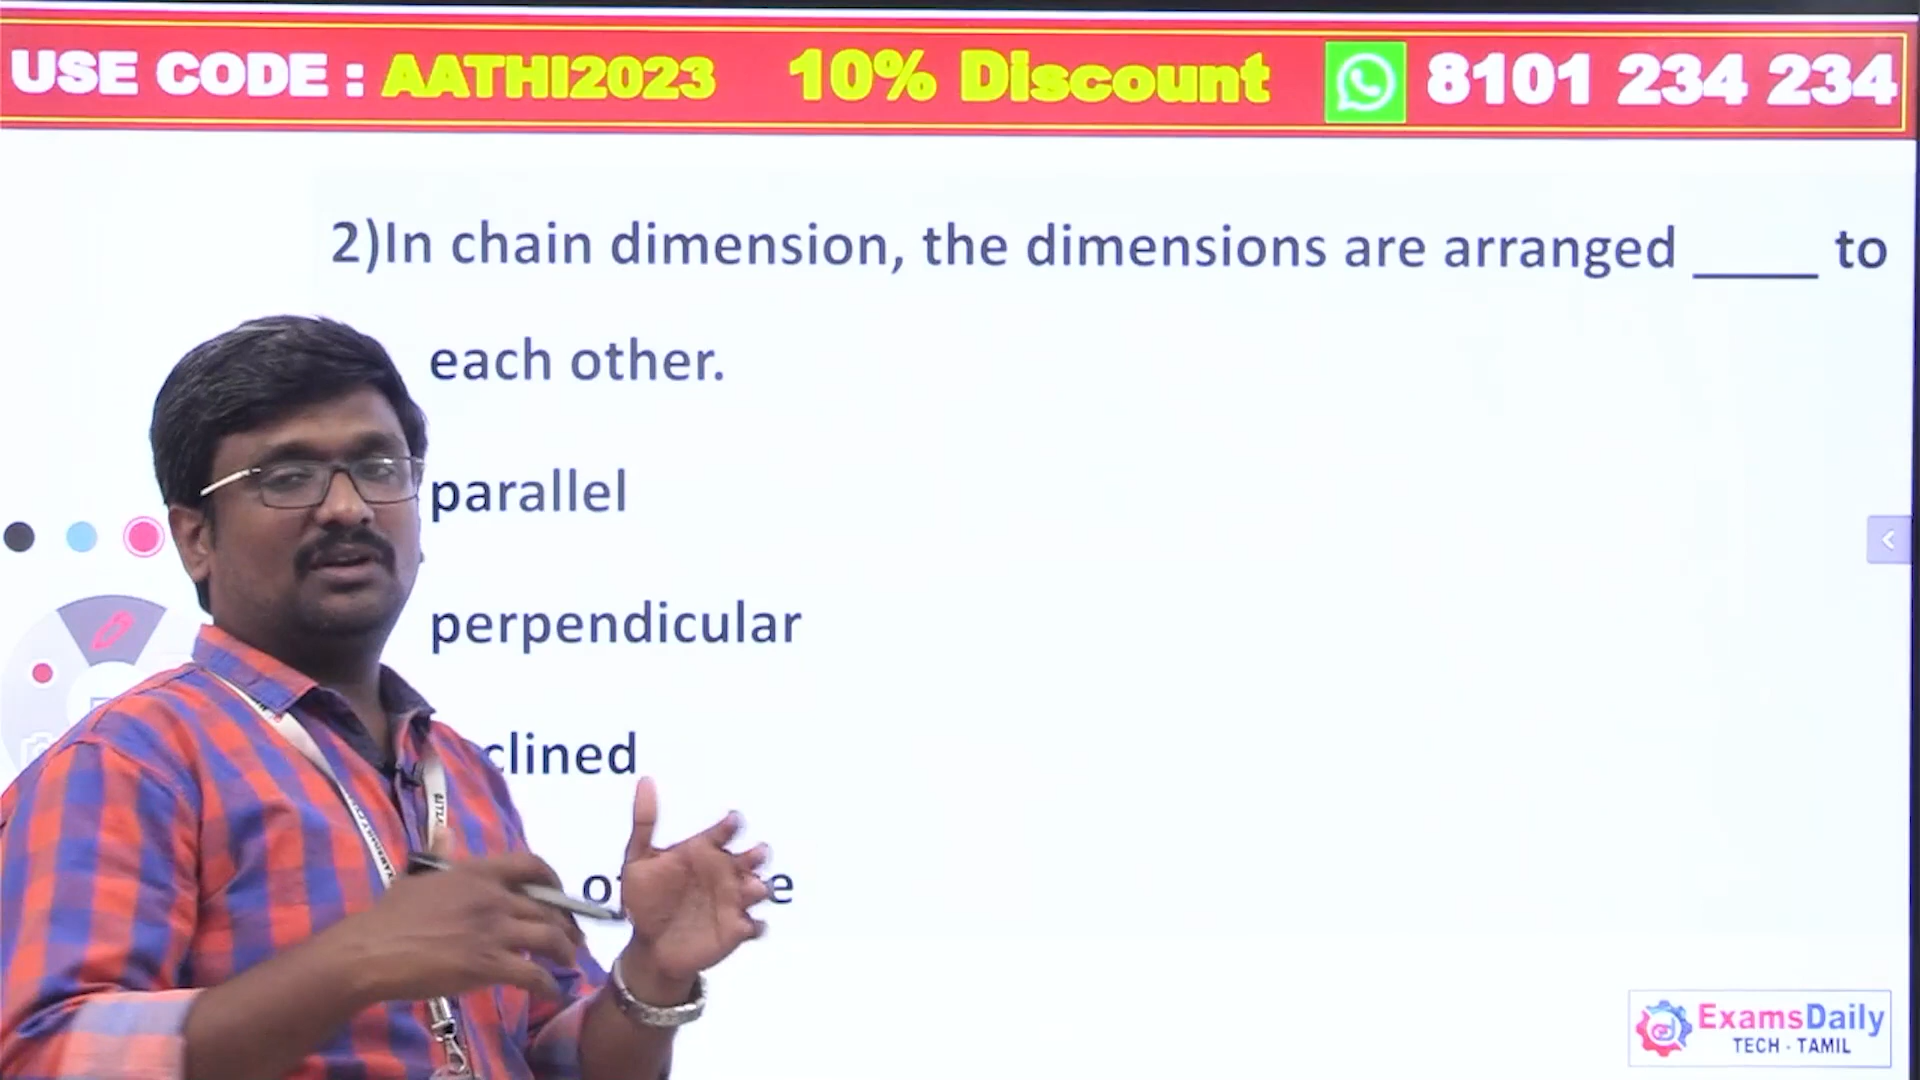 USE CODE : AATHI2023 10% Discount 8101 234 234
2)In chain dimension, the dimensions are arranged _____ to
each other.
parallel
perpendicular
clined
ExamsDaily
TECH - TAMIL